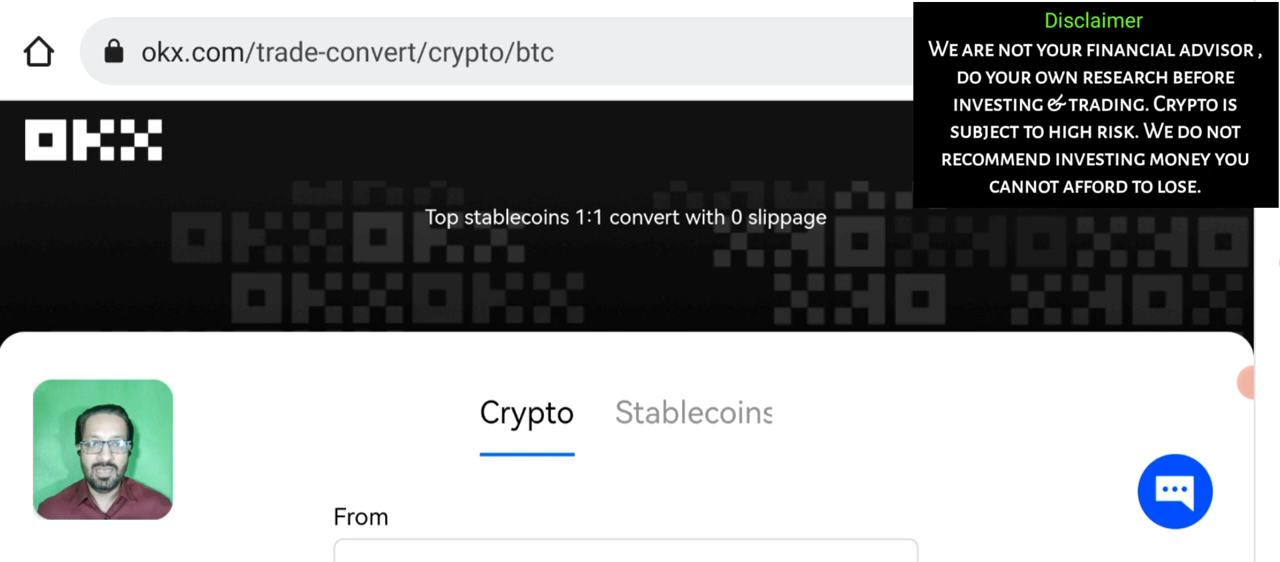 okx.com/trade-convert/crypto/btc
Disclaimer
We are not your financial advisor ,
do your own research before
investing & trading. Crypto is
subject to high risk. We do not
recommend investing money you
cannot afford to lose.
OKX
Top stablecoins 1:1 convert with 0 slippage
Crypto Stablecoins
From